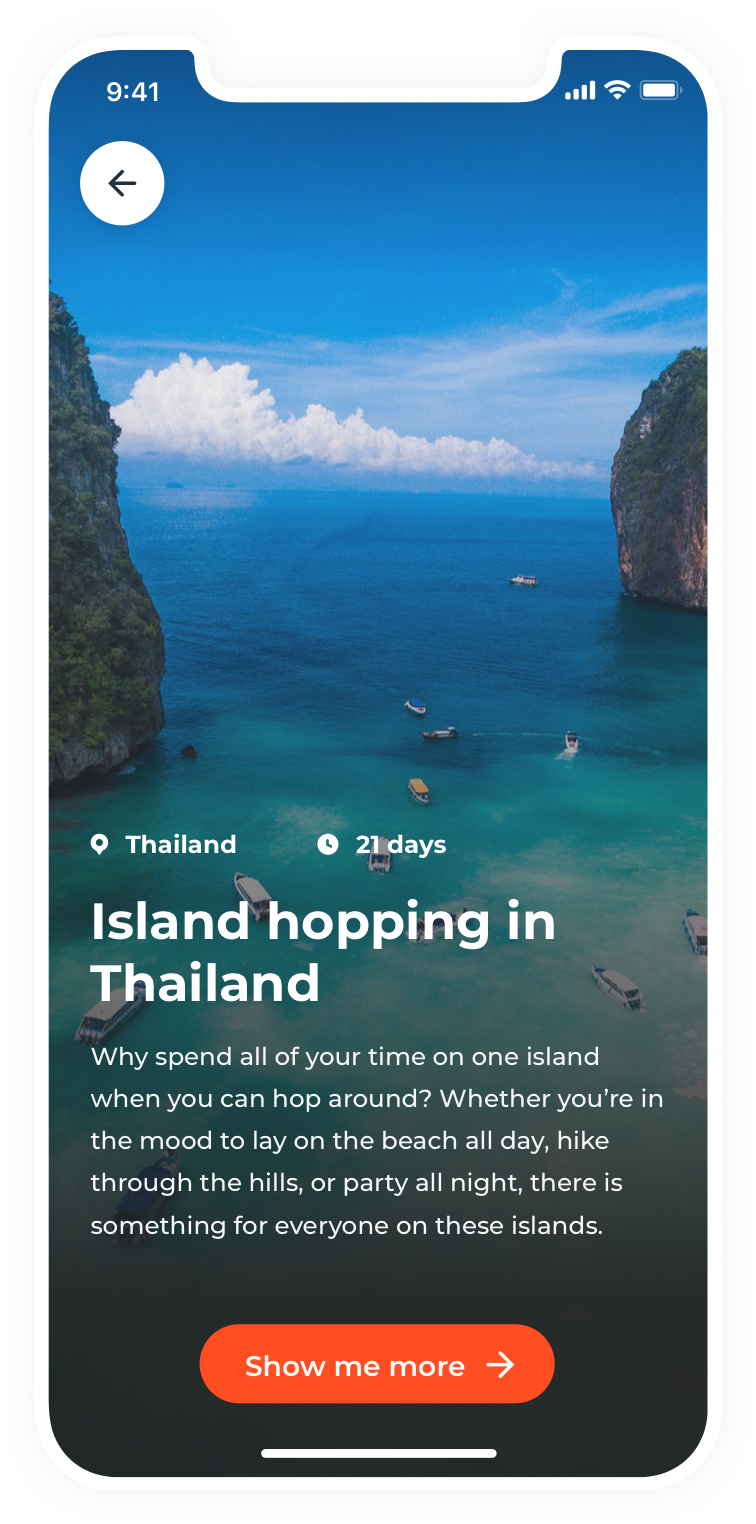 9:41
Thailand 21 days
Island hopping in
Thailand
Why spend all of your time on one island
when you can hop around? Whether you’re in
the mood to lay on the beach all day, hike
through the hills, or party all night, there is
something for everyone on these islands.
Show me more